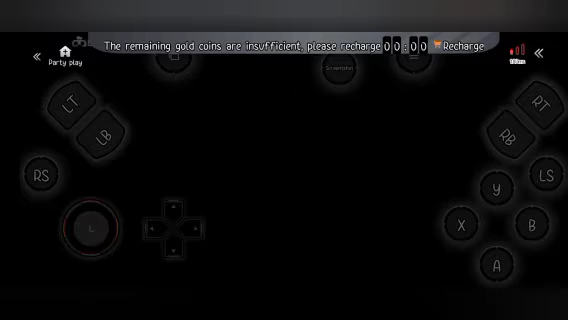 The remaining gold coins are insufficient, please recharge 00:00 Recharge
Party play
Screenshot
LT
RT
LB
RB
RS
LS
Y
L
X
B
A